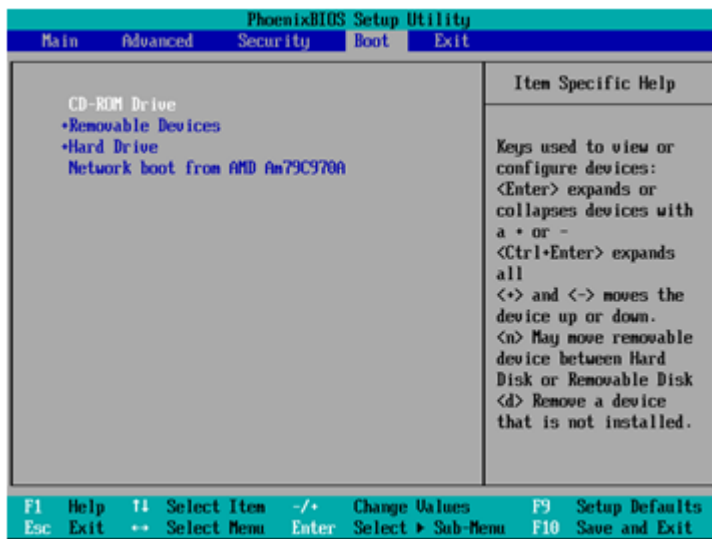 PhoenixBIOS Setup Utility
Main Advanced Security Boot Exit
CD-ROM Drive
+Removable Devices
+Hard Drive
Network boot from AMD Am79C970A
Item Specific Help
Keys used to view or
configure devices:
<Enter> expands or
collapses devices with
a + or -
<Ctrl+Enter> expands
all
<+> and <-> moves the
device up or down.
<n> May move removable
device between Hard
Disk or Removable Disk
<d> Remove a device
that is not installed.
F1 Help ↑↓ Select Item -/+ Change Values F9 Setup Defaults
Esc Exit ↔ Select Menu Enter Select ▶ Sub-Menu F10 Save and Exit